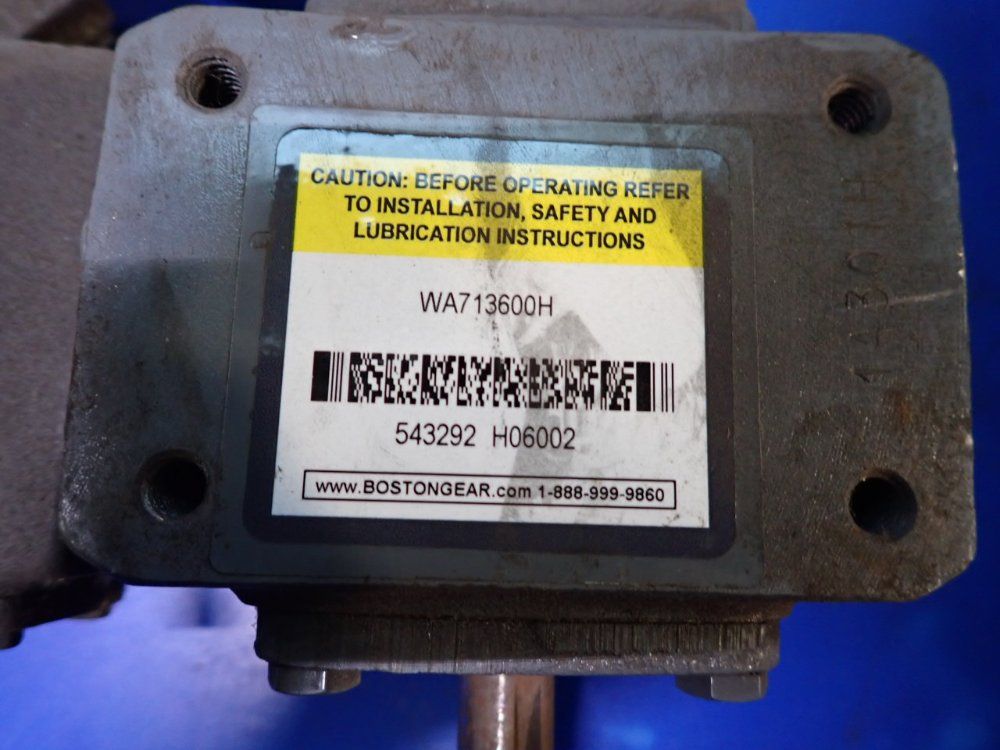 CAUTION: BEFORE OPERATING REFER
TO INSTALLATION, SAFETY AND
LUBRICATION INSTRUCTIONS
WA713600H
543292 H06002
www.BOSTONGEAR.com 1-888-999-9860